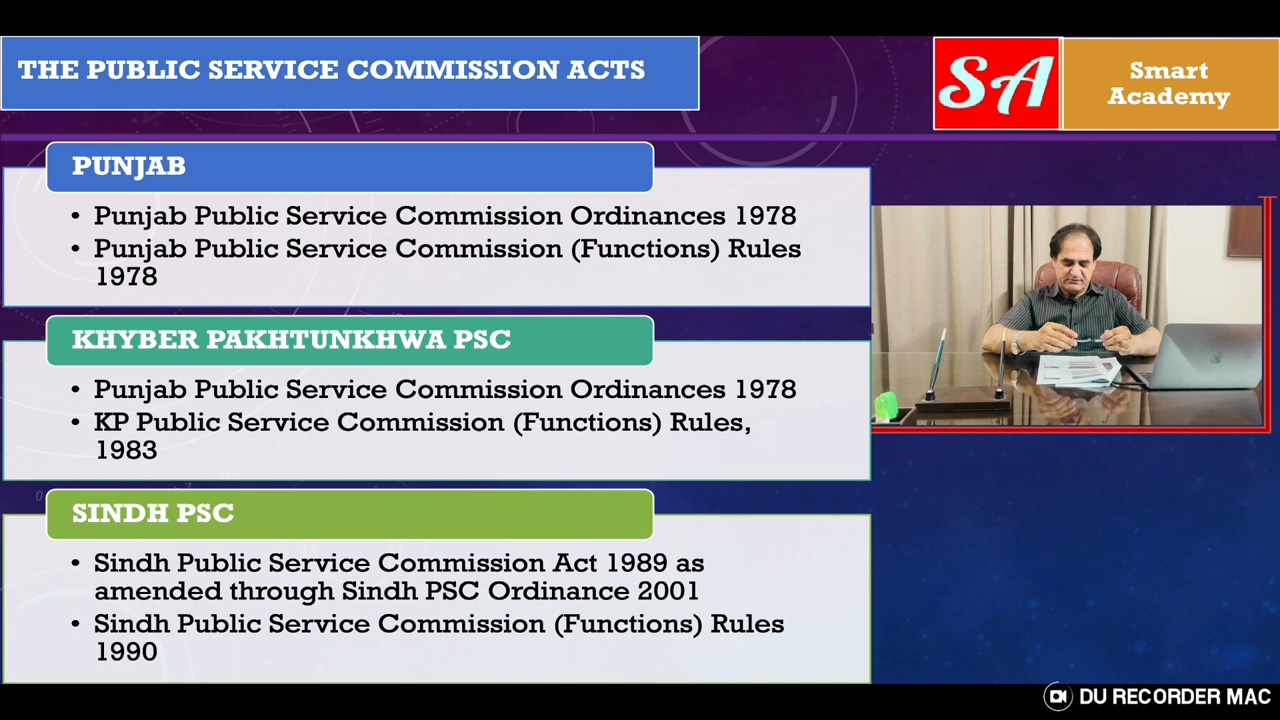 THE PUBLIC SERVICE COMMISSION ACTS
SA
Smart
Academy
PUNJAB
• Punjab Public Service Commission Ordinances 1978
• Punjab Public Service Commission (Functions) Rules
1978
KHYBER PAKHTUNKHWA PSC
• Punjab Public Service Commission Ordinances 1978
• KP Public Service Commission (Functions) Rules,
1983
SINDH PSC
• Sindh Public Service Commission Act 1989 as
amended through Sindh PSC Ordinance 2001
• Sindh Public Service Commission (Functions) Rules
1990
DU RECORDER MAC